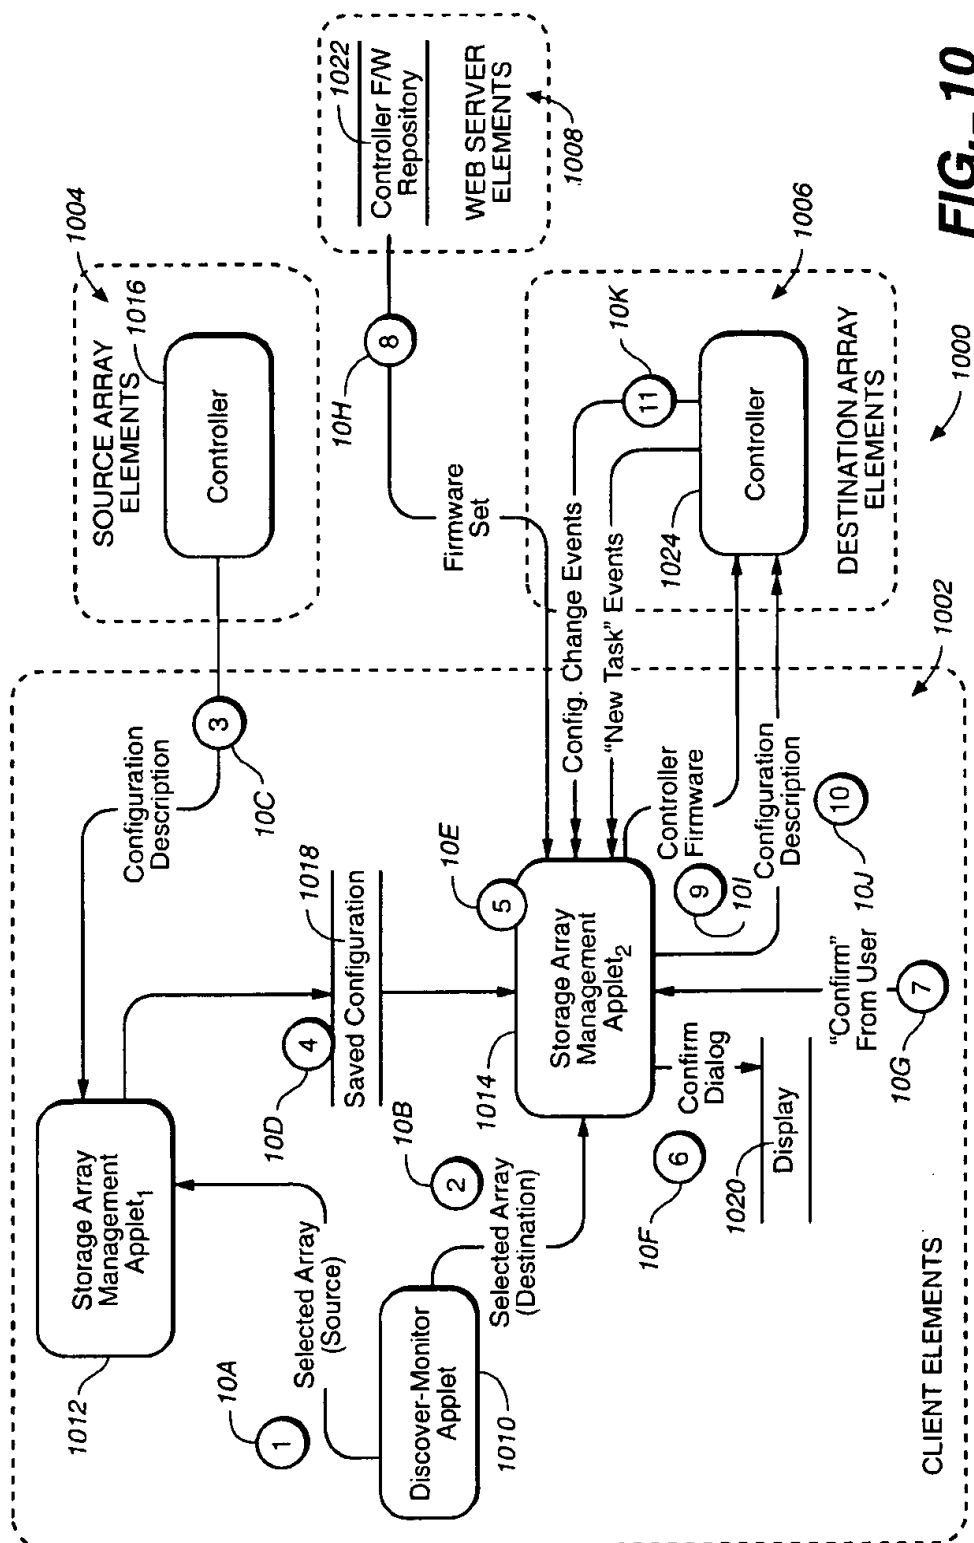 1012
Storage Array
Management
Applet1
Configuration
Description
3
10C
SOURCE ARRAY
ELEMENTS
1016
Controller
1004
1
10A
Selected Array
(Source)
4
10D
1018
Saved Configuration
Discover-Monitor
Applet
1010
2
10B
Selected Array
(Destination)
1014
Storage Array
Management
Applet2
5
10E
Firmware
Set
8
10H
1022
Controller F/W
Repository
WEB SERVER
ELEMENTS
1008
Config. Change Events
"New Task" Events
Controller
Firmware
9
10I
Configuration
Description
10
10J
11
10K
1024
Controller
DESTINATION ARRAY
ELEMENTS
1006
6
10F
Confirm
Dialog
1020
Display
"Confirm"
From User
7
10G
CLIENT ELEMENTS
1002
1000
FIG._10